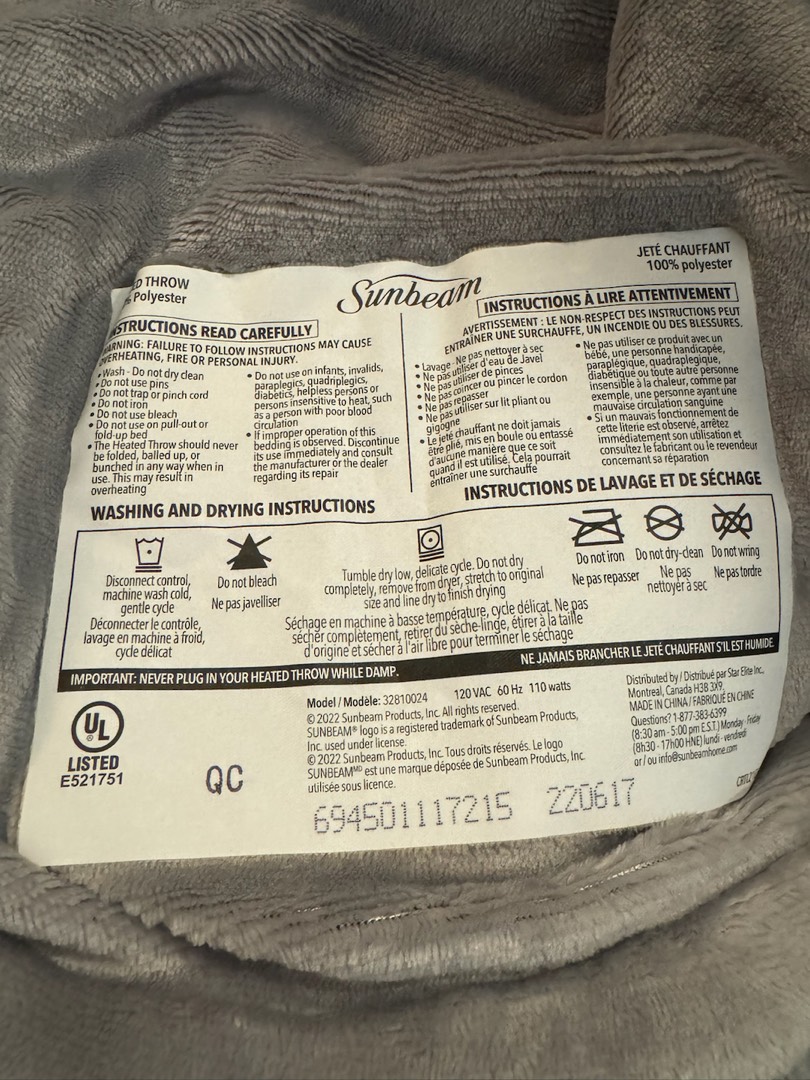 D THROW
% Polyester
Sunbeam
JETÉ CHAUFFANT
100% polyester
STRUCTIONS READ CAREFULLY
ARNING: FAILURE TO FOLLOW INSTRUCTIONS MAY CAUSE
VERHEATING, FIRE OR PERSONAL INJURY.
• Wash - Do not dry clean
• Do not use pins
• Do not trap or pinch cord
• Do not iron
• Do not use bleach
• Do not use on pull-out or
fold-up bed
• The Heated Throw should never
be folded, balled up, or
bunched in any way when in
use. This may result in
overheating
• Do not use on infants, invalids,
paraplegics, quadriplegics,
diabetics, helpless persons or
persons insensitive to heat, such
as a person with poor blood
circulation
• If improper operation of this
bedding is observed. Discontinue
its use immediately and consult
the manufacturer or the dealer
regarding its repair
INSTRUCTIONS À LIRE ATTENTIVEMENT
AVERTISSEMENT : LE NON-RESPECT DES INSTRUCTIONS PEUT
ENTRAÎNER UNE SURCHAUFFE, UN INCENDIE OU DES BLESSURES.
• Lavage - Ne pas nettoyer à sec
• Ne pas utiliser d'eau de Javel
• Ne pas utiliser de pinces
• Ne pas coincer ou pincer le cordon
• Ne pas repasser
• Ne pas utiliser sur lit pliant ou
gigogne
• Le jeté chauffant ne doit jamais
être plié, mis en boule ou entassé
d'aucune manière que ce soit
quand il est utilisé. Cela pourrait
entraîner une surchauffe
• Ne pas utiliser ce produit avec un
bébé, une personne handicapée,
paraplégique, quadraplegique,
diabétique ou toute autre personne
insensible à la chaleur, comme par
exemple, une personne ayant une
mauvaise circulation sanguine
• Si un mauvais fonctionnement de
cette literie est observé, arrêtez
immédiatement son utilisation et
consultez le fabricant ou le revendeur
concernant sa réparation
WASHING AND DRYING INSTRUCTIONS
INSTRUCTIONS DE LAVAGE ET DE SÉCHAGE
Disconnect control,
machine wash cold,
gentle cycle
Déconnecter le contrôle,
lavage en machine à froid,
cycle délicat
Do not bleach
Ne pas javelliser
Tumble dry low, delicate cycle. Do not dry
completely, remove from dryer, stretch to original
size and line dry to finish drying
Séchage en machine à basse température, cycle délicat. Ne pas
sécher complètement, retirer du sèche-linge, étirer à la taille
d'origine et sécher à l'air libre pour terminer le séchage
Do not iron
Ne pas repasser
Do not dry-clean
Ne pas
nettoyer à sec
Do not wring
Ne pas tordre
IMPORTANT: NEVER PLUG IN YOUR HEATED THROW WHILE DAMP.
NE JAMAIS BRANCHER LE JETÉ CHAUFFANT S'IL EST HUMIDE.
UL
®
LISTED
E521751
QC
Model / Modèle: 32810024 120 VAC 60 Hz 110 watts
© 2022 Sunbeam Products, Inc. All rights reserved.
SUNBEAM® logo is a registered trademark of Sunbeam Products,
Inc. used under license.
© 2022 Sunbeam Products, Inc. Tous droits réservés. Le logo
SUNBEAMMD est une marque déposée de Sunbeam Products, Inc.
utilisée sous licence.
694501117215 220617
Distributed by / Distribué par Star Elite Inc.,
Montreal, Canada H3B 3X9.
MADE IN CHINA / FABRIQUÉ EN CHINE
Questions? 1-877-383-6399
(8:30 am - 5:00 pm E.S.T.) Monday - Friday
(8h30 - 17h00 HNE) lundi - vendredi
or / ou info@sunbeamhome.com